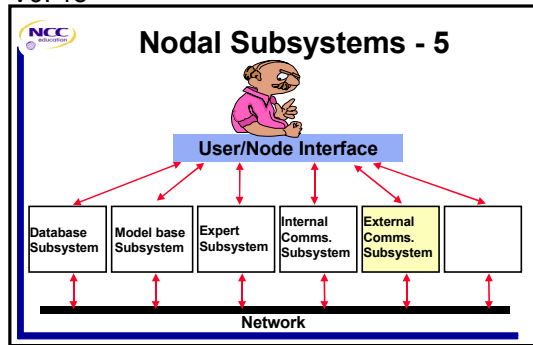 NCC
education
Nodal Subsystems - 5
User/Node Interface
Database
Subsystem
Model base
Subsystem
Expert
Subsystem
Internal
Comms.
Subsystem
External
Comms.
Subsystem
Network